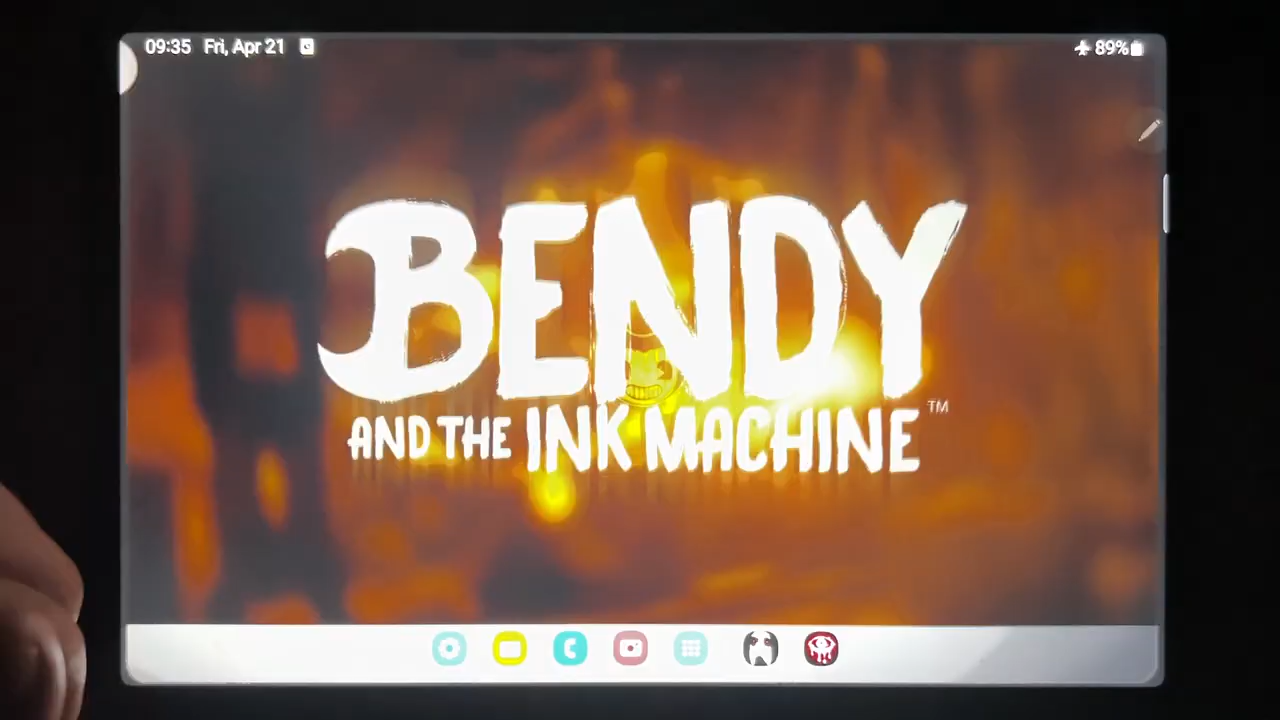 09:35 Fri, Apr 21 89%
BENDY
AND THE INK MACHINE™